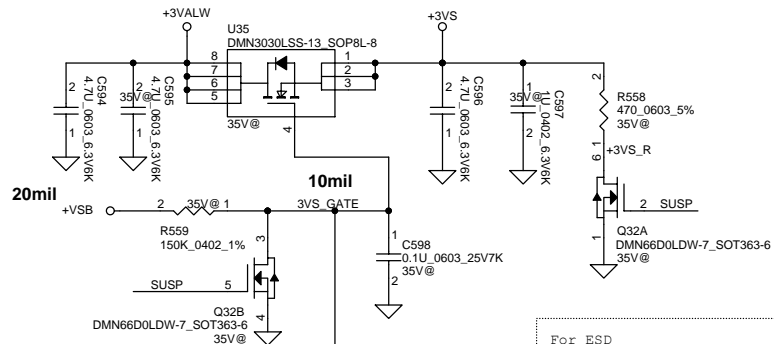 +3VALW
+3VS
U35
DMN3030LSS-13_SOP8L-8
8
7
6
5
1
2
3
4
35V@
2
1
C594
4.7U_0603_6.3V6K
2
1
35V@
C595
4.7U_0603_6.3V6K
2
1
C596
4.7U_0603_6.3V6K
1
2
35V@
C597
1U_0402_6.3V6K
2
R558
470_0603_5%
35V@
1
+3VS_R
6
2
SUSP
1
Q32A
DMN66D0LDW-7_SOT363-6
35V@
20mil
10mil
+VSB
2
35V@
1
3VS_GATE
R559
150K_0402_1%
3
1
C598
0.1U_0603_25V7K
35V@
2
SUSP
5
4
Q32B
DMN66D0LDW-7_SOT363-6
35V@
For ESD